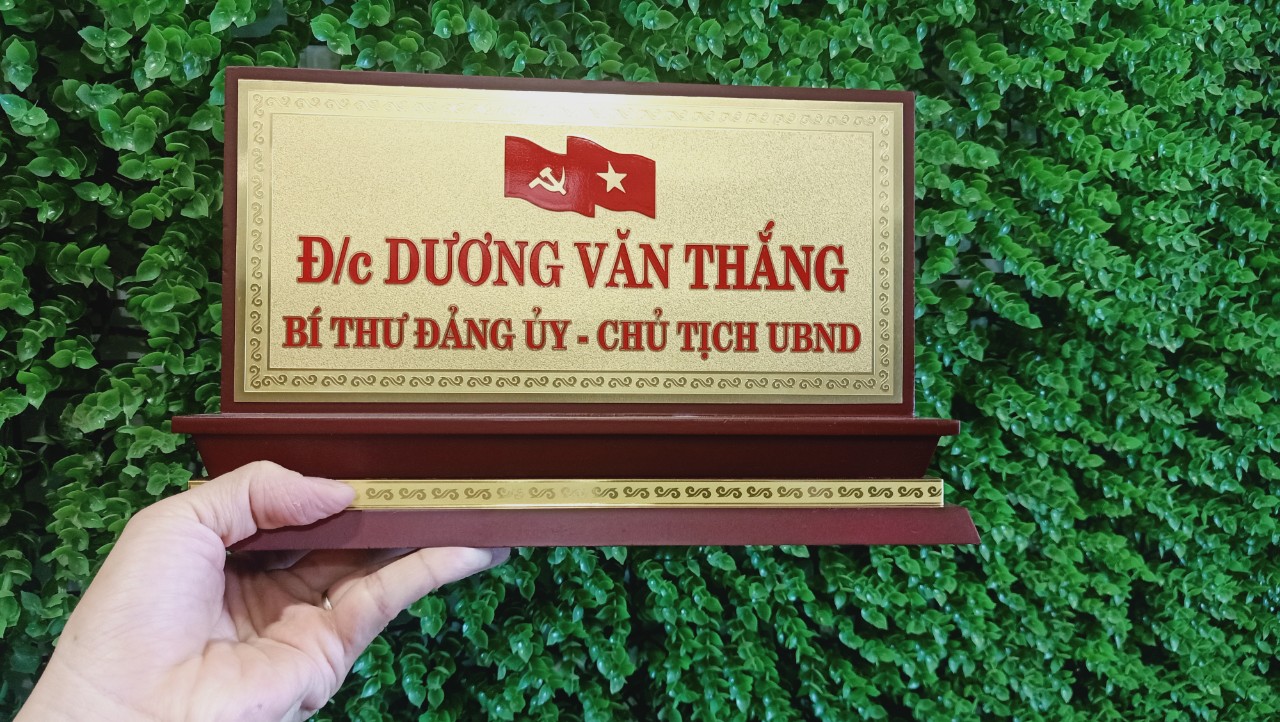 Đ/c DƯƠNG VĂN THẮNG
BÍ THƯ ĐẢNG ỦY - CHỦ TỊCH UBND